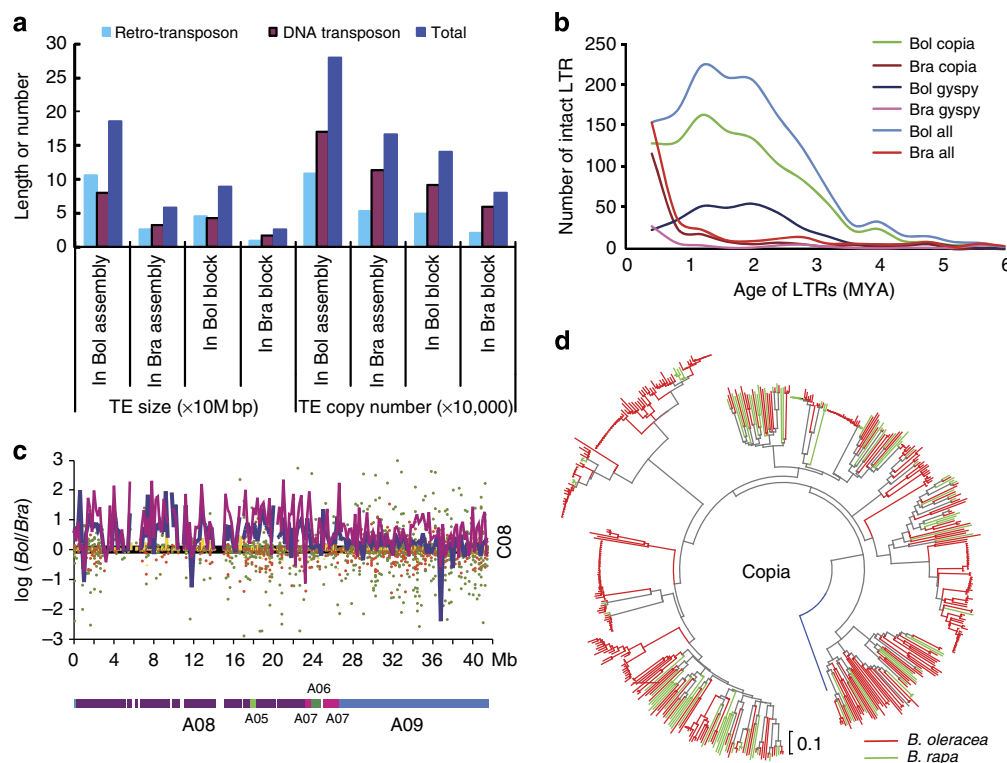 a
Retro-transposon
DNA transposon
Total
Length or number
30
25
20
15
10
5
0
In Bol assembly
In Bra assembly
In Bol block
In Bra block
In Bol assembly
In Bra assembly
In Bol block
In Bra block
TE size (×10M bp)
TE copy number (×10,000)
b
Number of intact LTR
250
200
150
100
50
0
0 1 2 3 4 5 6
Age of LTRs (MYA)
Bol copia
Bra copia
Bol gyspy
Bra gyspy
Bol all
Bra all
c
log (Bol/Bra)
3
2
1
0
−1
−2
−3
0 4 8 12 16 20 24 28 32 36 40 Mb
C08
A06
A08
A05
A07
A07
A09
d
Copia
0.1
B. oleracea
B. rapa